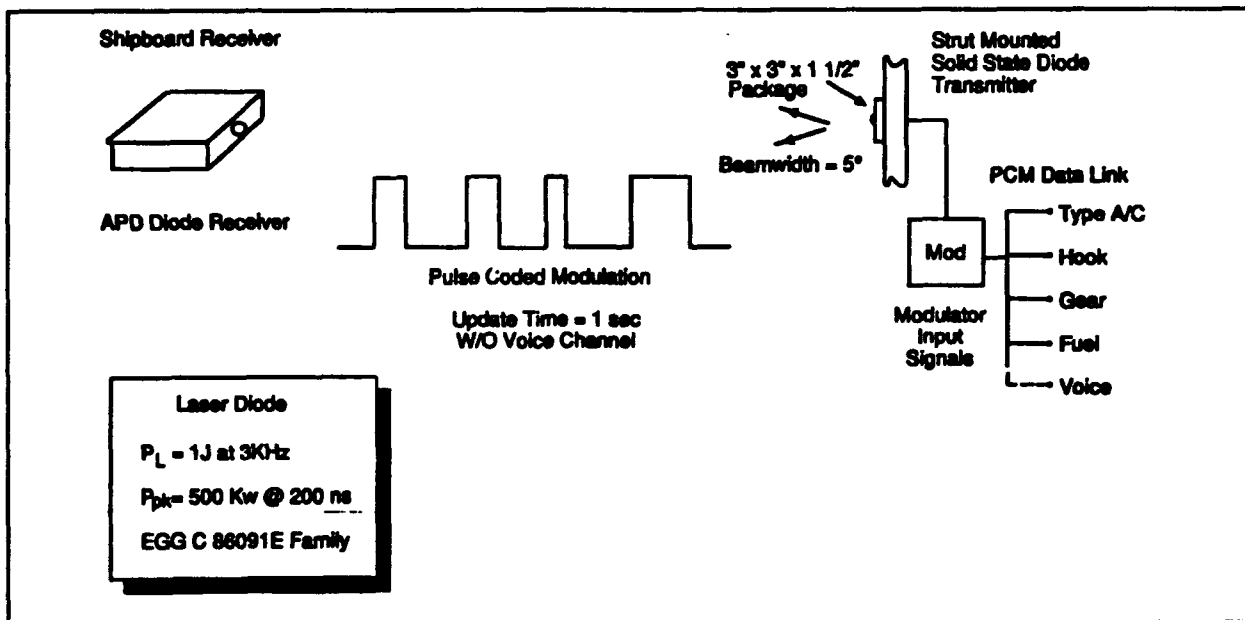 Shipboard Receiver
APD Diode Receiver
Pulse Coded Modulation
Update Time = 1 sec
W/O Voice Channel
3" x 3" x 1 1/2"
Package
Beamwidth = 5°
Strut Mounted
Solid State Diode
Transmitter
PCM Data Link
Mod
Modulator
Input
Signals
Type A/C
Hook
Gear
Fuel
Voice
Laser Diode
P_L = 1J at 3KHz
P_pk= 500 Kw @ 200 ns
EGG C 86091E Family